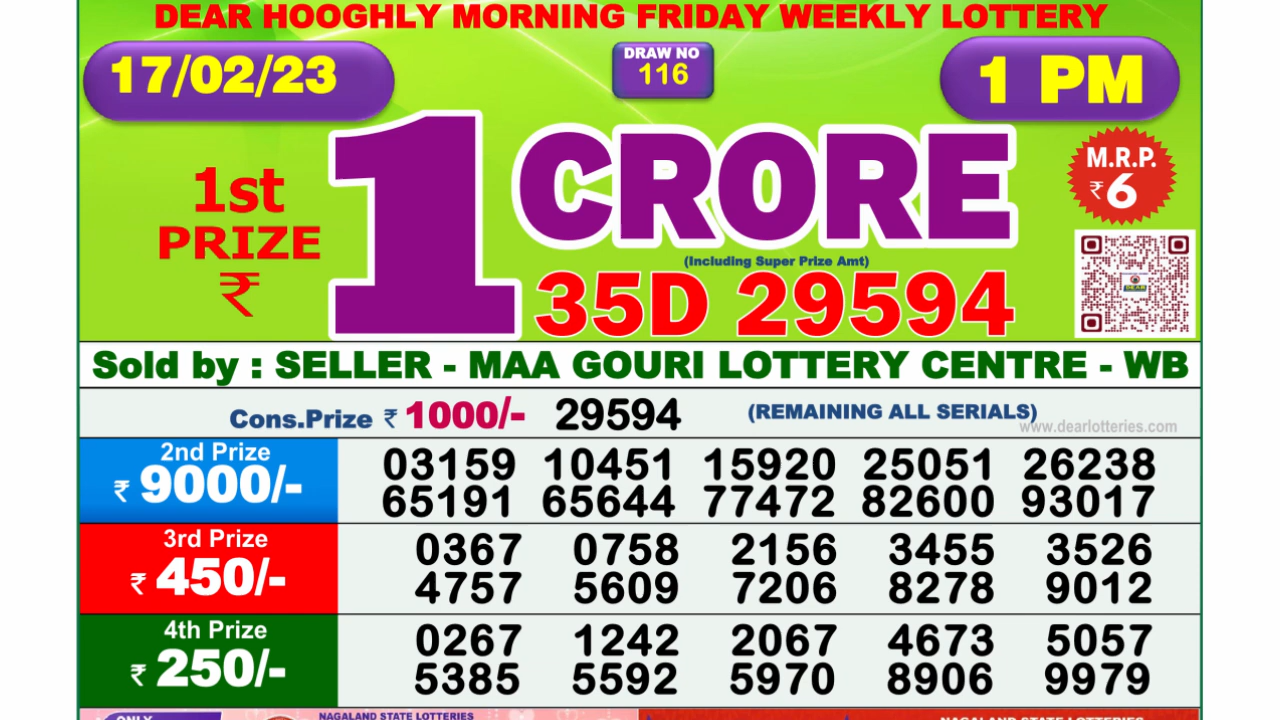 DEAR HOOGHLY MORNING FRIDAY WEEKLY LOTTERY
17/02/23
DRAW NO
116
1 PM
1st
PRIZE
₹
1 CRORE
(Including Super Prize Amt)
35D 29594
M.R.P.
₹6
Sold by : SELLER - MAA GOURI LOTTERY CENTRE - WB
Cons.Prize ₹ 1000/- 29594 (REMAINING ALL SERIALS)
www.dearlotteries.com
2nd Prize
₹ 9000/-
03159 10451 15920 25051 26238
65191 65644 77472 82600 93017
3rd Prize
₹ 450/-
0367 0758 2156 3455 3526
4757 5609 7206 8278 9012
4th Prize
₹ 250/-
0267 1242 2067 4673 5057
5385 5592 5970 8906 9979
ONLY
NAGALAND STATE LOTTERIES
NAGALAND STATE LOTTERIES